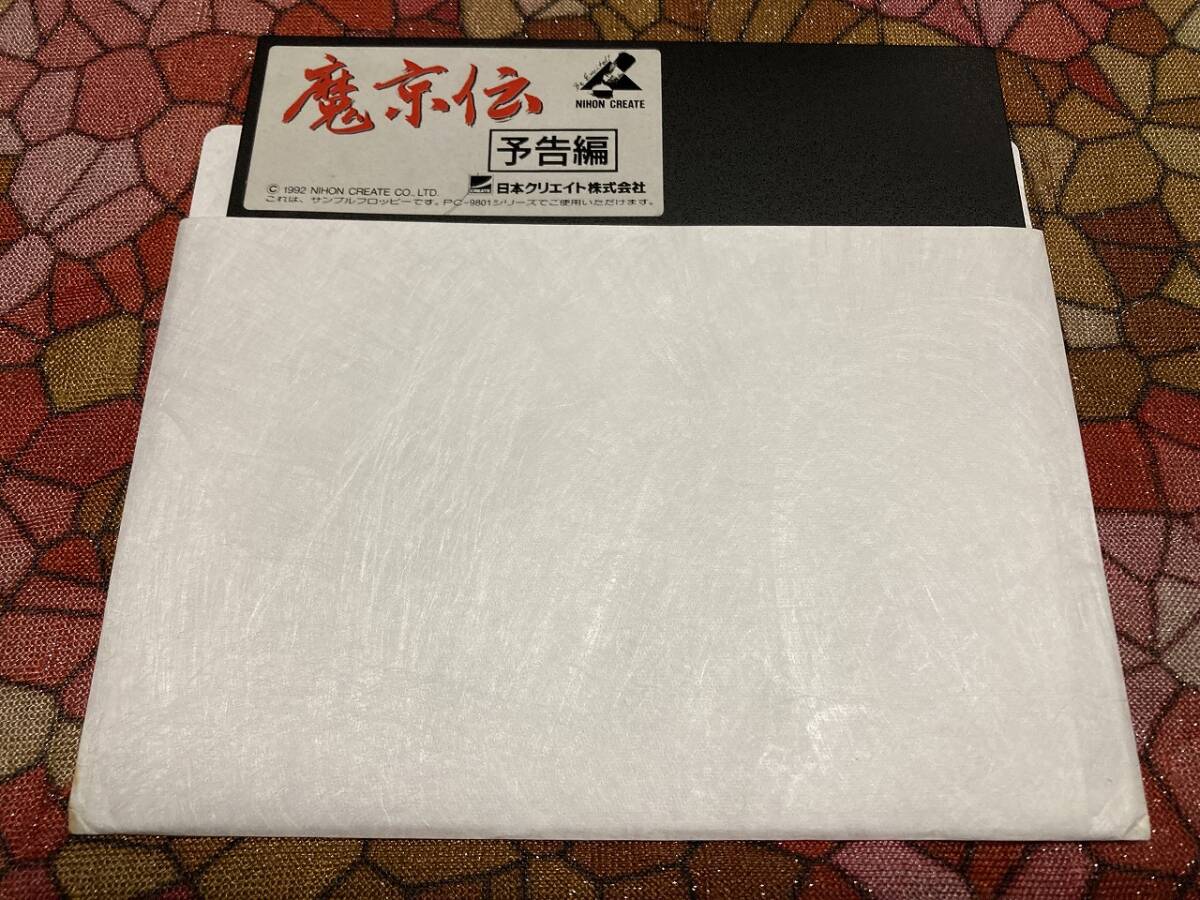 魔京伝
NIHON CREATE
予告編
© 1992 NIHON CREATE CO., LTD.
日本クリエイト株式会社
これは、サンプルフロッピーです。PC-9801シリーズでご使用いただけます。